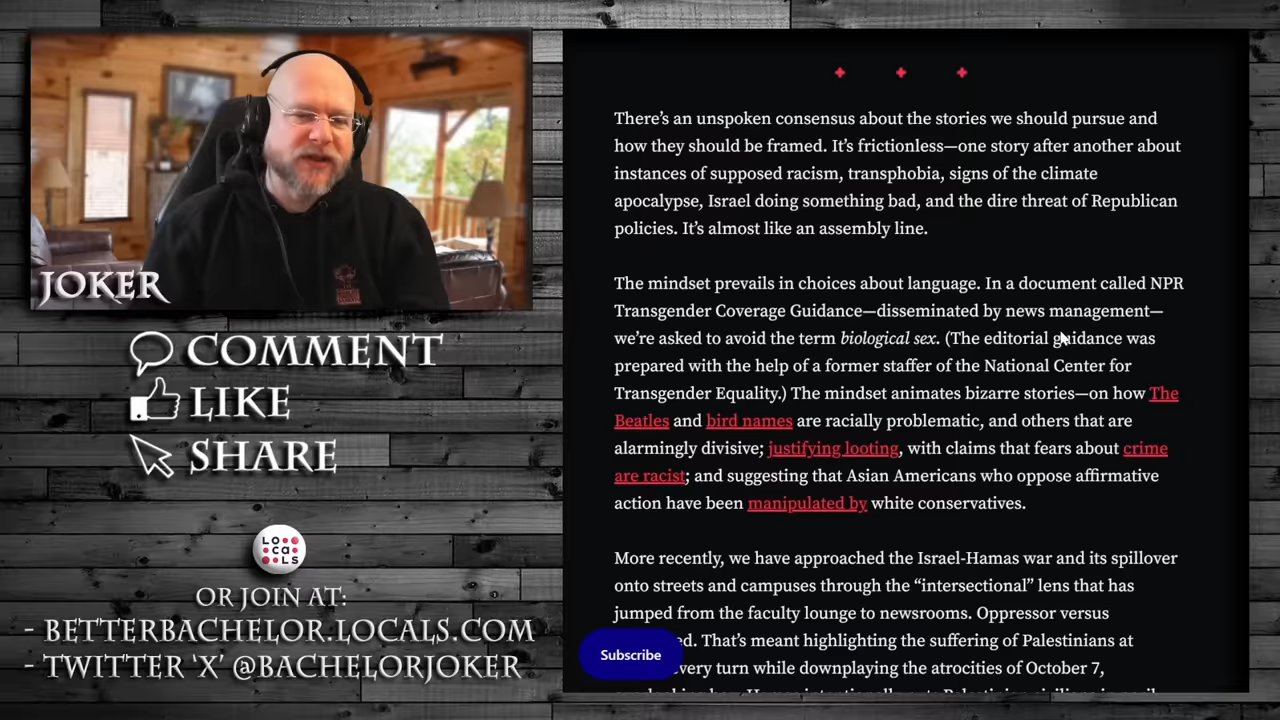 JOKER
COMMENT
LIKE
SHARE
LOcaLS
OR JOIN AT:
- BETTERBACHELOR.LOCALS.COM
- TWITTER 'X' @BACHELORJOKER
There's an unspoken consensus about the stories we should pursue and
how they should be framed. It's frictionless—one story after another about
instances of supposed racism, transphobia, signs of the climate
apocalypse, Israel doing something bad, and the dire threat of Republican
policies. It's almost like an assembly line.
The mindset prevails in choices about language. In a document called NPR
Transgender Coverage Guidance—disseminated by news management—
we're asked to avoid the term biological sex. (The editorial guidance was
prepared with the help of a former staffer of the National Center for
Transgender Equality.) The mindset animates bizarre stories—on how The
Beatles and bird names are racially problematic, and others that are
alarmingly divisive; justifying looting, with claims that fears about crime
are racist; and suggesting that Asian Americans who oppose affirmative
action have been manipulated by white conservatives.
More recently, we have approached the Israel-Hamas war and its spillover
onto streets and campuses through the “intersectional” lens that has
jumped from the faculty lounge to newsrooms. Oppressor versus
ed. That's meant highlighting the suffering of Palestinians at
every turn while downplaying the atrocities of October 7,
Subscribe